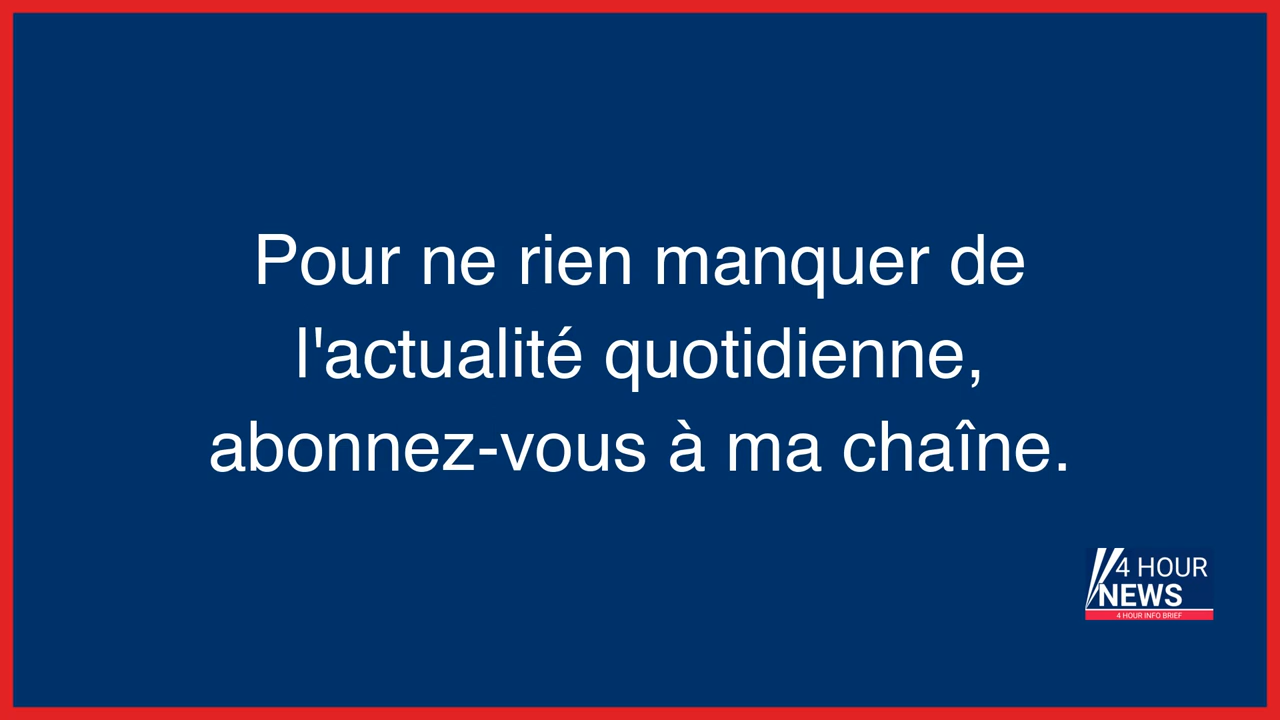 Pour ne rien manquer de
l'actualité quotidienne,
abonnez-vous à ma chaîne.
4 HOUR
NEWS
4 HOUR INFO BRIEF